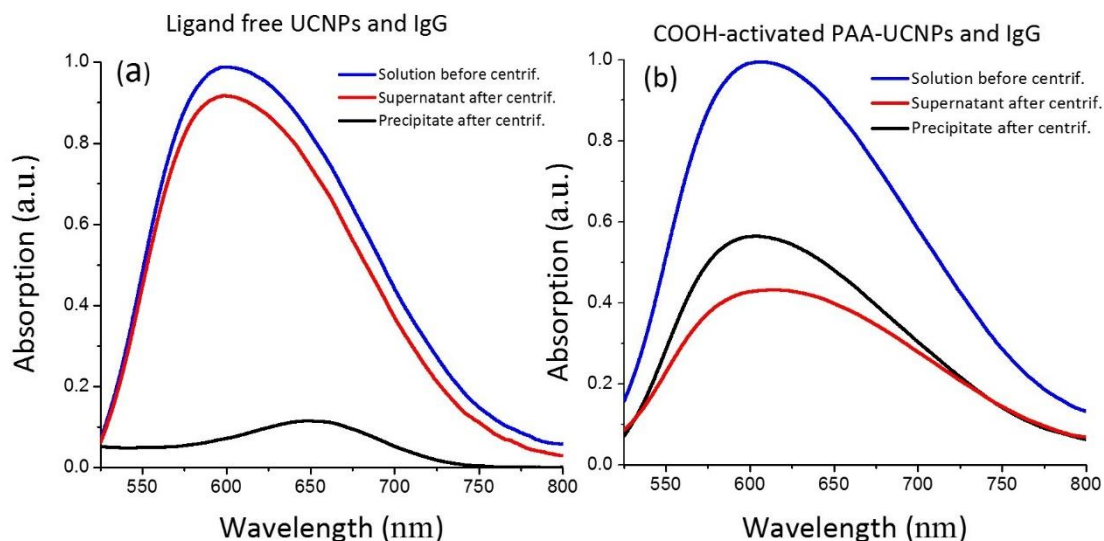 Ligand free UCNPs and IgG
(a)
Solution before centrif.
Supernatant after centrif.
Precipitate after centrif.
Absorption (a.u.)
1.0
0.8
0.6
0.4
0.2
0.0
550 600 650 700 750 800
Wavelength (nm)
COOH-activated PAA-UCNPs and IgG
(b)
Solution before centrif.
Supernatant after centrif.
Precipitate after centrif.
Absorption (a.u.)
1.0
0.8
0.6
0.4
0.2
0.0
550 600 650 700 750 800
Wavelength (nm)